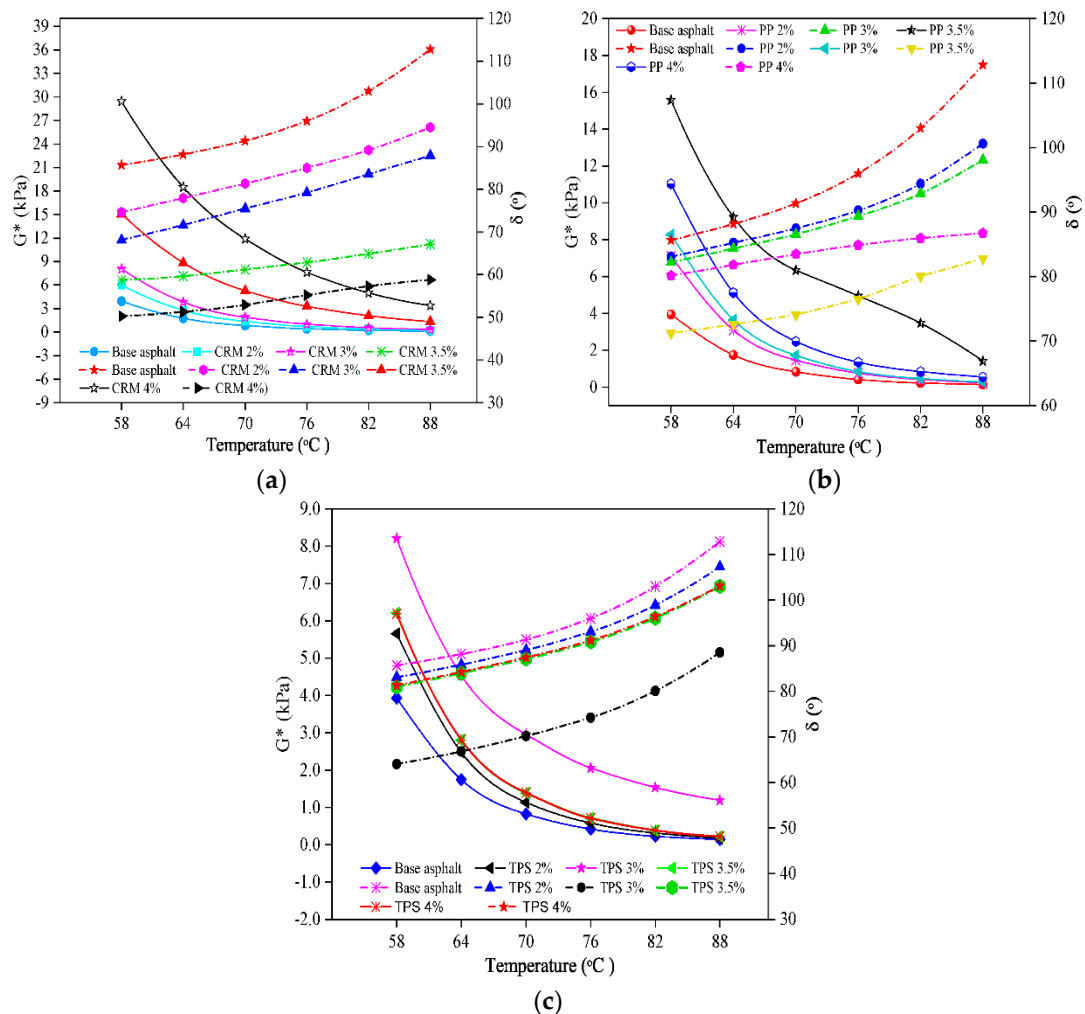 39
36
33
30
27
24
21
18
15
12
9
6
3
0
-3
-6
-9
G* (kPa)
120
110
100
90
80
70
60
50
40
30
δ (º)
Base asphalt CRM 2% CRM 3% CRM 3.5%
Base asphalt CRM 2% CRM 3% CRM 3.5%
CRM 4% CRM 4%)
58 64 70 76 82 88
Temperature (ºC )
(a)
Base asphalt PP 2% PP 3% PP 3.5%
Base asphalt PP 2% PP 3% PP 3.5%
PP 4% PP 4%
20
18
16
14
12
10
8
6
4
2
0
G* (kPa)
120
110
100
90
80
70
60
δ (º)
58 64 70 76 82 88
Temperature (ºC )
(b)
9.0
8.0
7.0
6.0
5.0
4.0
3.0
2.0
1.0
0.0
-1.0
-2.0
G* (kPa)
120
110
100
90
80
70
60
50
40
30
δ (º)
Base asphalt TPS 2% TPS 3% TPS 3.5%
Base asphalt TPS 2% TPS 3% TPS 3.5%
TPS 4% TPS 4%
58 64 70 76 82 88
Temperature (ºC )
(c)